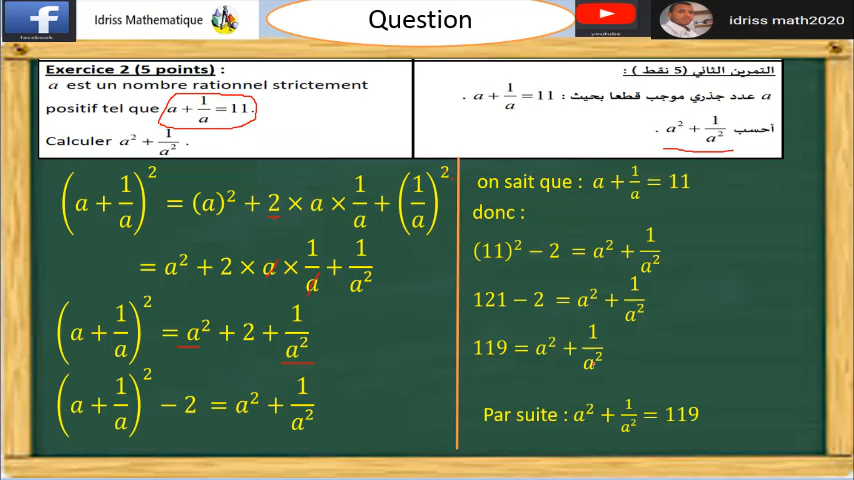 facebook
Idriss Mathematique
Question
youtube
idriss math2020
Exercice 2 (5 points) :
a est un nombre rationnel strictement
positif tel que a + 1/a = 11.
Calculer a² + 1/a² .
التمرين الثاني (5 نقط ) :
a عدد جذري موجب قطعا بحيث : a + 1/a = 11 .
أحسب a² + 1/a² .
(a + 1/a)² = (a)² + 2 × a × 1/a + (1/a)²
= a² + 2 × a × 1/a + 1/a²
(a + 1/a)² = a² + 2 + 1/a²
(a + 1/a)² − 2 = a² + 1/a²
on sait que : a + 1/a = 11
donc :
(11)² − 2 = a² + 1/a²
121 − 2 = a² + 1/a²
119 = a² + 1/a²
Par suite : a² + 1/a² = 119